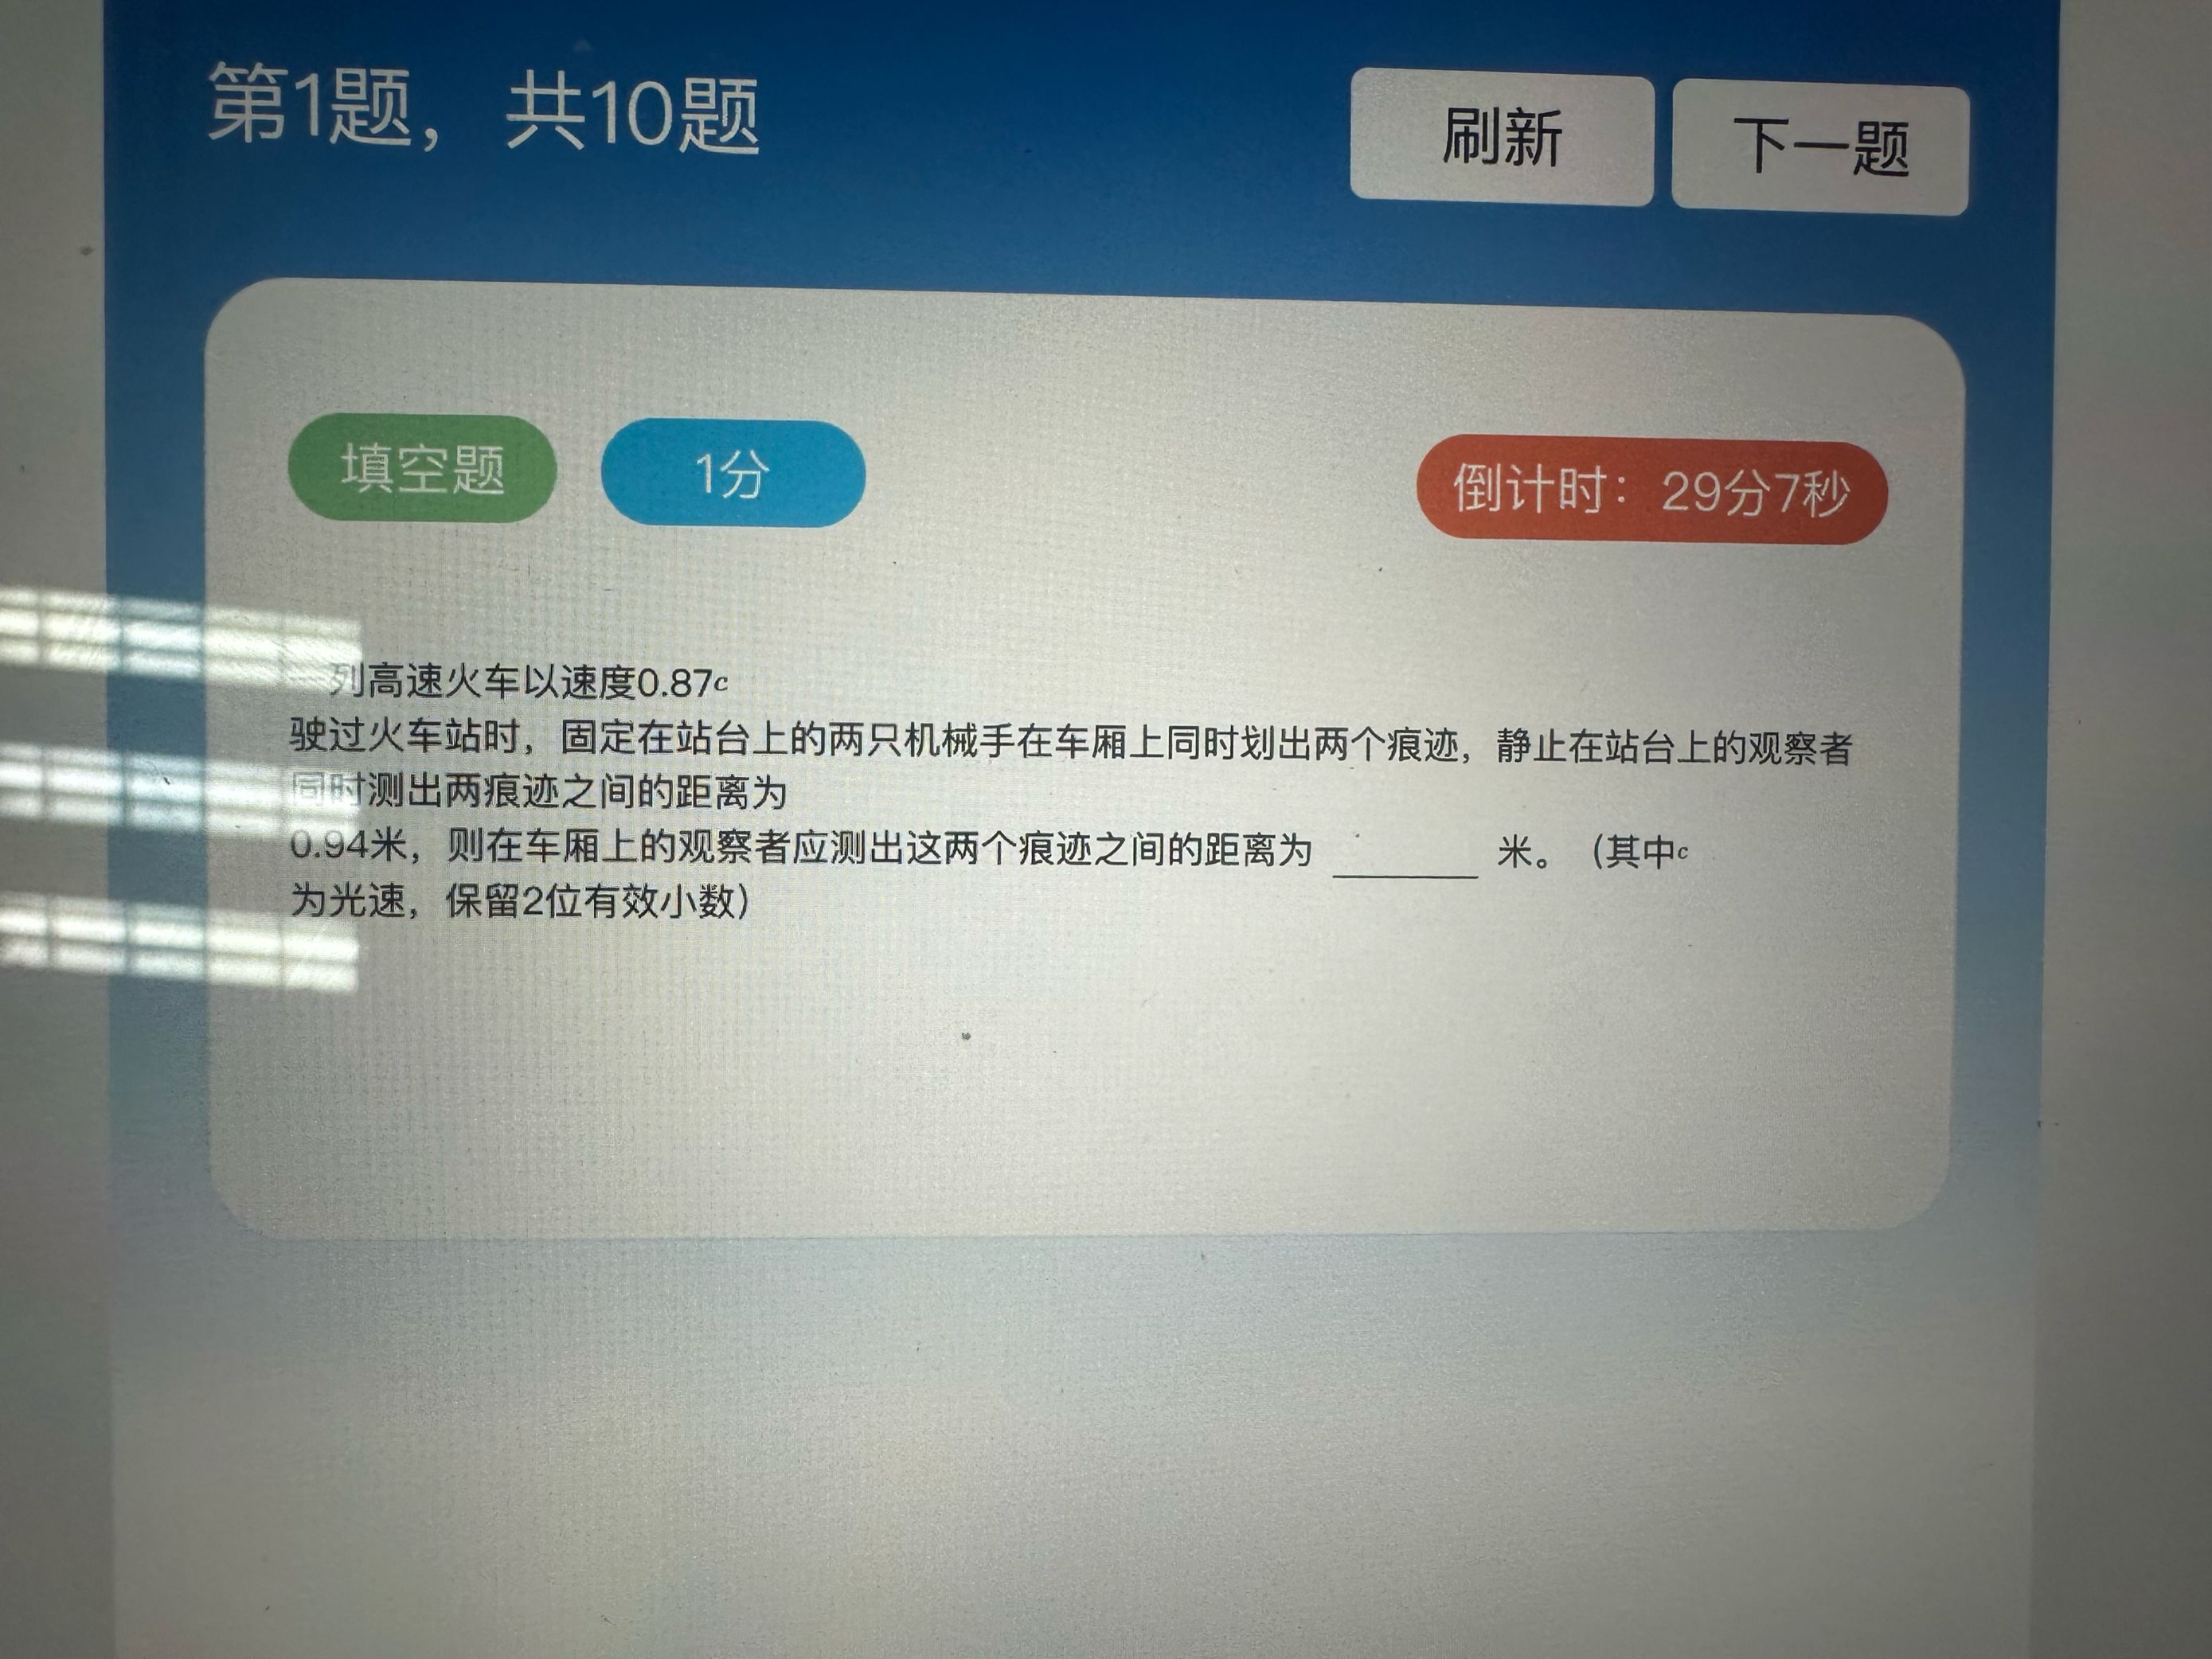 第1题，共10题
刷新
下一题
填空题
1分
倒计时：29分7秒
列高速火车以速度0.87c
驶过火车站时，固定在站台上的两只机械手在车厢上同时划出两个痕迹，静止在站台上的观察者
同时测出两痕迹之间的距离为
0.94米，则在车厢上的观察者应测出这两个痕迹之间的距离为 ______ 米。（其中c
为光速，保留2位有效小数）